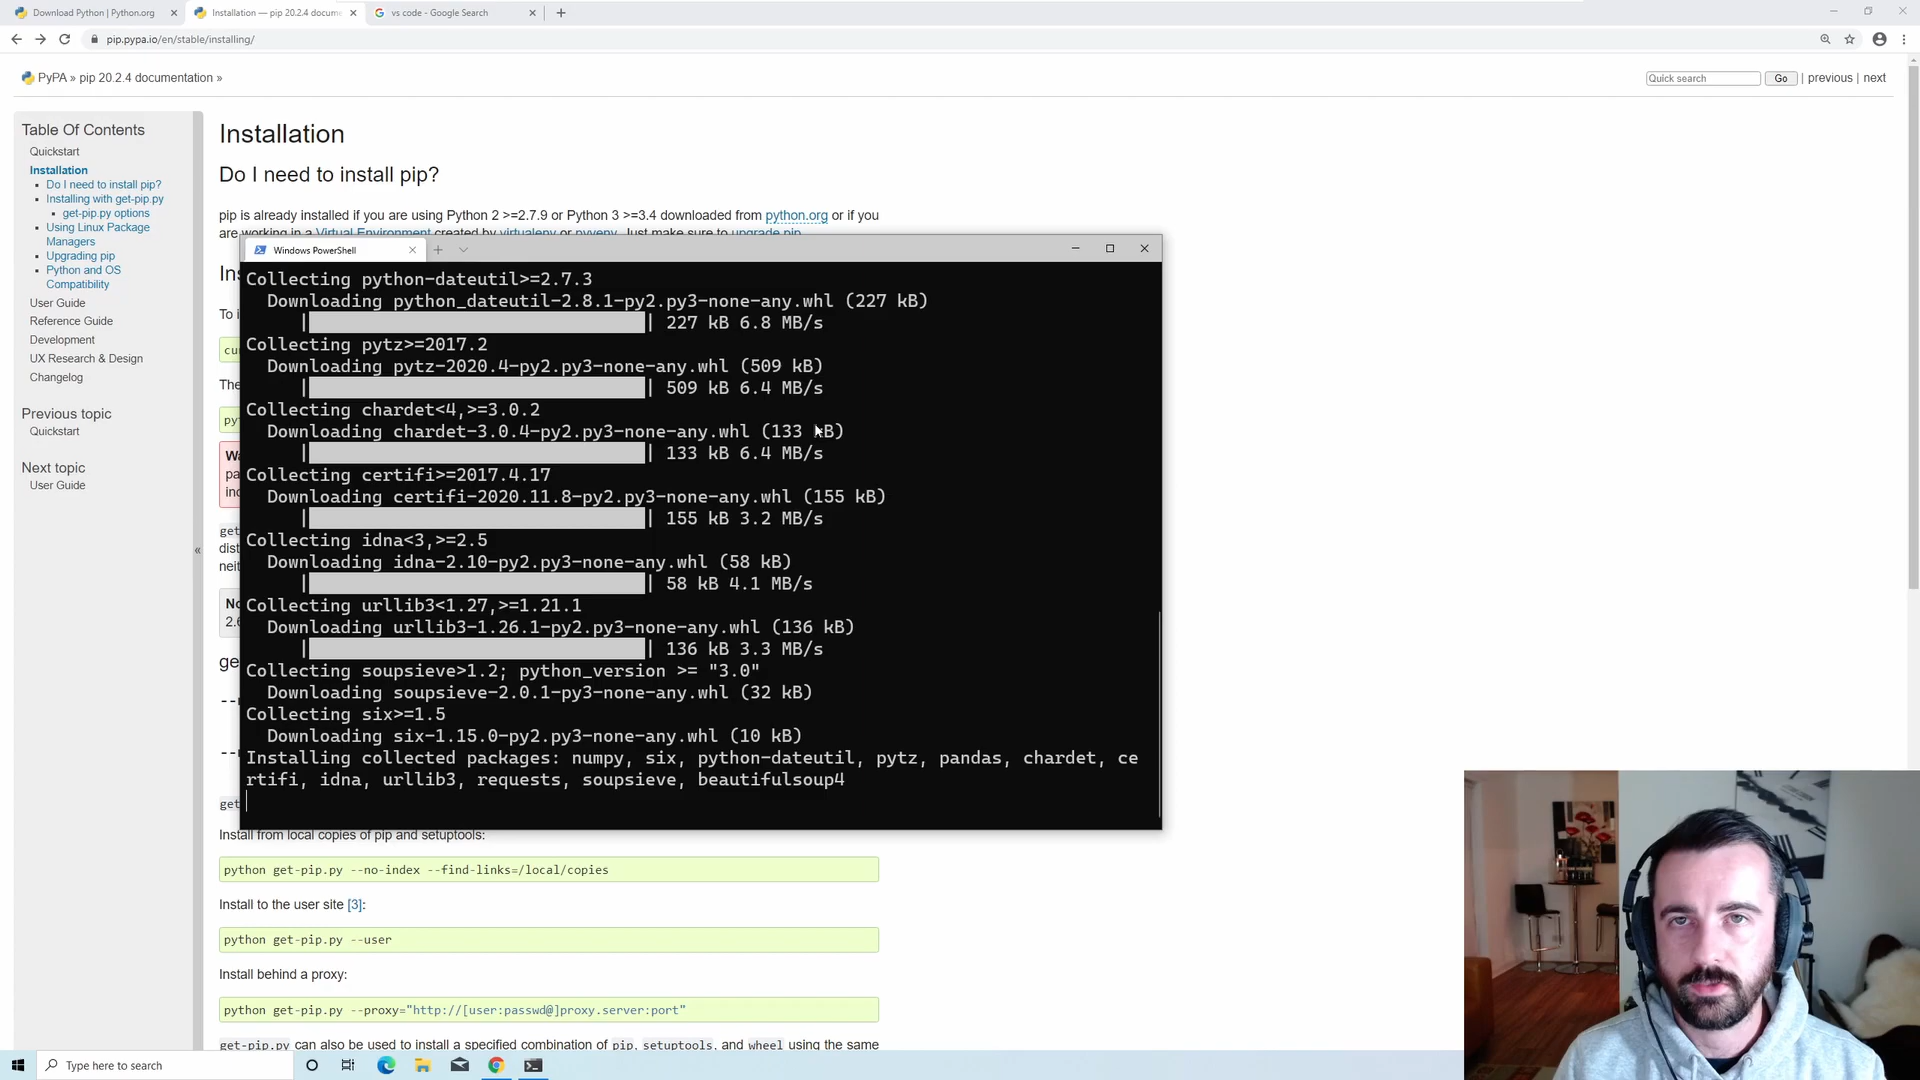 Download Python | Python.org
Installation — pip 20.2.4 docume
vs code - Google Search
pip.pypa.io/en/stable/installing/
PyPA » pip 20.2.4 documentation »
Quick search
Go
| previous | next
Table Of Contents
Quickstart
Installation
Do I need to install pip?
Installing with get-pip.py
get-pip.py options
Using Linux Package
Managers
Upgrading pip
Python and OS
Compatibility
User Guide
Reference Guide
Development
UX Research & Design
Changelog
Previous topic
Quickstart
Next topic
User Guide
«
Installation
Do I need to install pip?
pip is already installed if you are using Python 2 >=2.7.9 or Python 3 >=3.4 downloaded from python.org or if you
are working in a Virtual Environment created by virtualenv or pyvenv. Just make sure to upgrade pip.
Windows PowerShell
Collecting python-dateutil>=2.7.3
Downloading python_dateutil-2.8.1-py2.py3-none-any.whl (227 kB)
| | 227 kB 6.8 MB/s
Collecting pytz>=2017.2
Downloading pytz-2020.4-py2.py3-none-any.whl (509 kB)
| | 509 kB 6.4 MB/s
Collecting chardet<4,>=3.0.2
Downloading chardet-3.0.4-py2.py3-none-any.whl (133 kB)
| | 133 kB 6.4 MB/s
Collecting certifi>=2017.4.17
Downloading certifi-2020.11.8-py2.py3-none-any.whl (155 kB)
| | 155 kB 3.2 MB/s
Collecting idna<3,>=2.5
Downloading idna-2.10-py2.py3-none-any.whl (58 kB)
| | 58 kB 4.1 MB/s
Collecting urllib3<1.27,>=1.21.1
Downloading urllib3-1.26.1-py2.py3-none-any.whl (136 kB)
| | 136 kB 3.3 MB/s
Collecting soupsieve>1.2; python_version >= "3.0"
Downloading soupsieve-2.0.1-py3-none-any.whl (32 kB)
Collecting six>=1.5
Downloading six-1.15.0-py2.py3-none-any.whl (10 kB)
Installing collected packages: numpy, six, python-dateutil, pytz, pandas, chardet, ce
rtifi, idna, urllib3, requests, soupsieve, beautifulsoup4
Install from local copies of pip and setuptools:
python get-pip.py --no-index --find-links=/local/copies
Install to the user site [3]:
python get-pip.py --user
Install behind a proxy:
python get-pip.py --proxy="http://[user:passwd@]proxy.server:port"
get-pip.py can also be used to install a specified combination of pip, setuptools, and wheel using the same
Type here to search